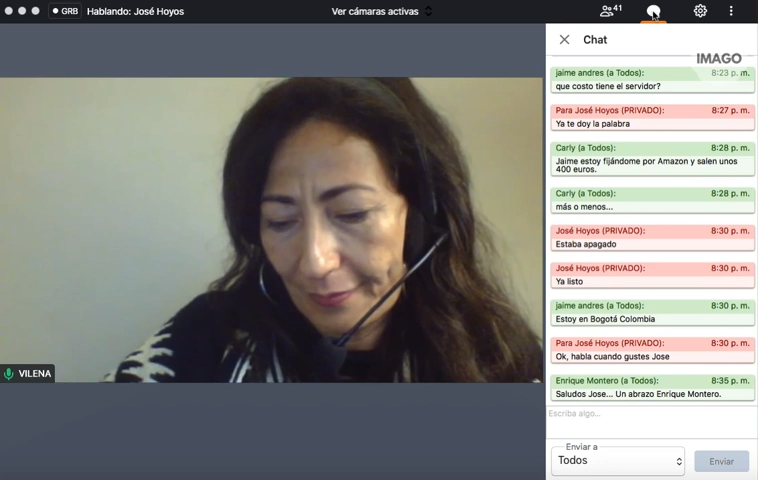 GRB
Hablando: José Hoyos
Ver cámaras activas
41
Chat
IMAGO
jaime andres (a Todos):
8:23 p. m.
que costo tiene el servidor?
Para José Hoyos (PRIVADO):
8:27 p. m.
Ya te doy la palabra
Carly (a Todos):
8:28 p. m.
Jaime estoy fijándome por Amazon y salen unos
400 euros.
Carly (a Todos):
8:28 p. m.
más o menos...
José Hoyos (PRIVADO):
8:30 p. m.
Estaba apagado
José Hoyos (PRIVADO):
8:30 p. m.
Ya listo
jaime andres (a Todos):
8:30 p. m.
Estoy en Bogotá Colombia
Para José Hoyos (PRIVADO):
8:30 p. m.
Ok, habla cuando gustes Jose
Enrique Montero (a Todos):
8:35 p. m.
Saludos Jose... Un abrazo Enrique Montero.
VILENA
Escriba algo...
Enviar a
Todos
Enviar